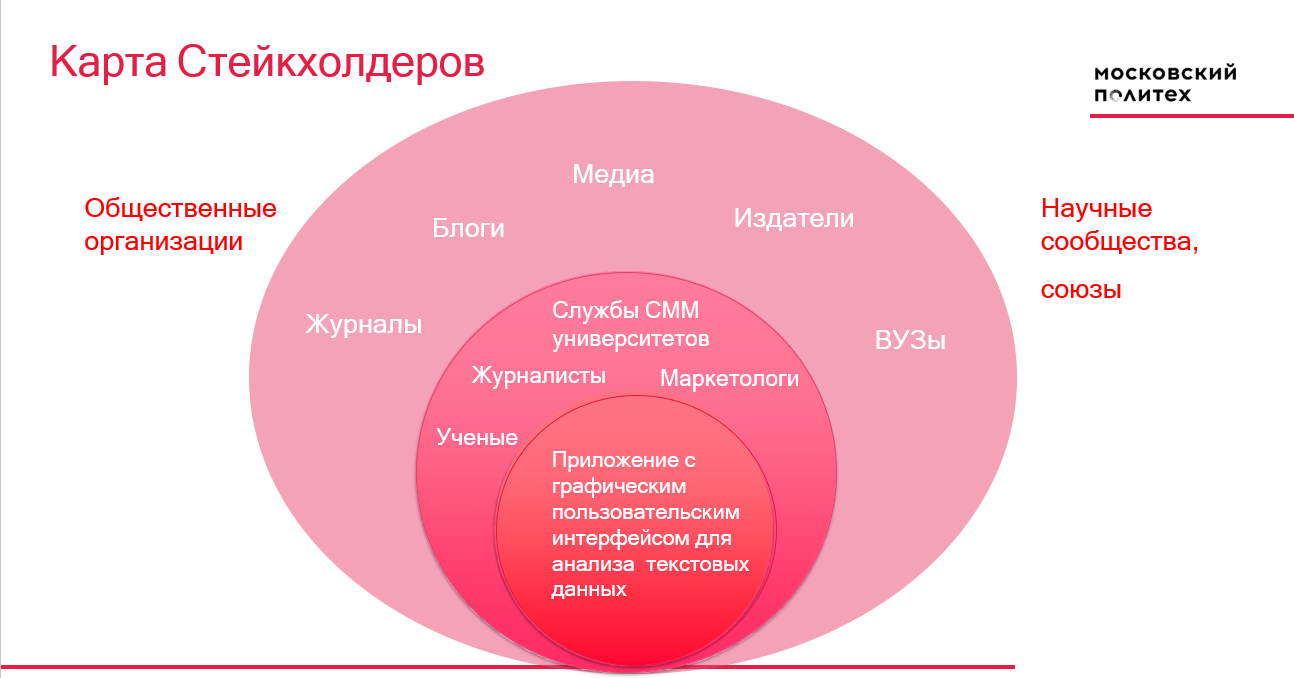 Карта Стейкхолдеров
московский
политех
Общественные
организации
Медиа
Блоги
Издатели
Журналы
ВУЗы
Службы СММ
университетов
Журналисты
Маркетологи
Ученые
Приложение с
графическим
пользовательским
интерфейсом для
анализа текстовых
данных
Научные
сообщества,
союзы